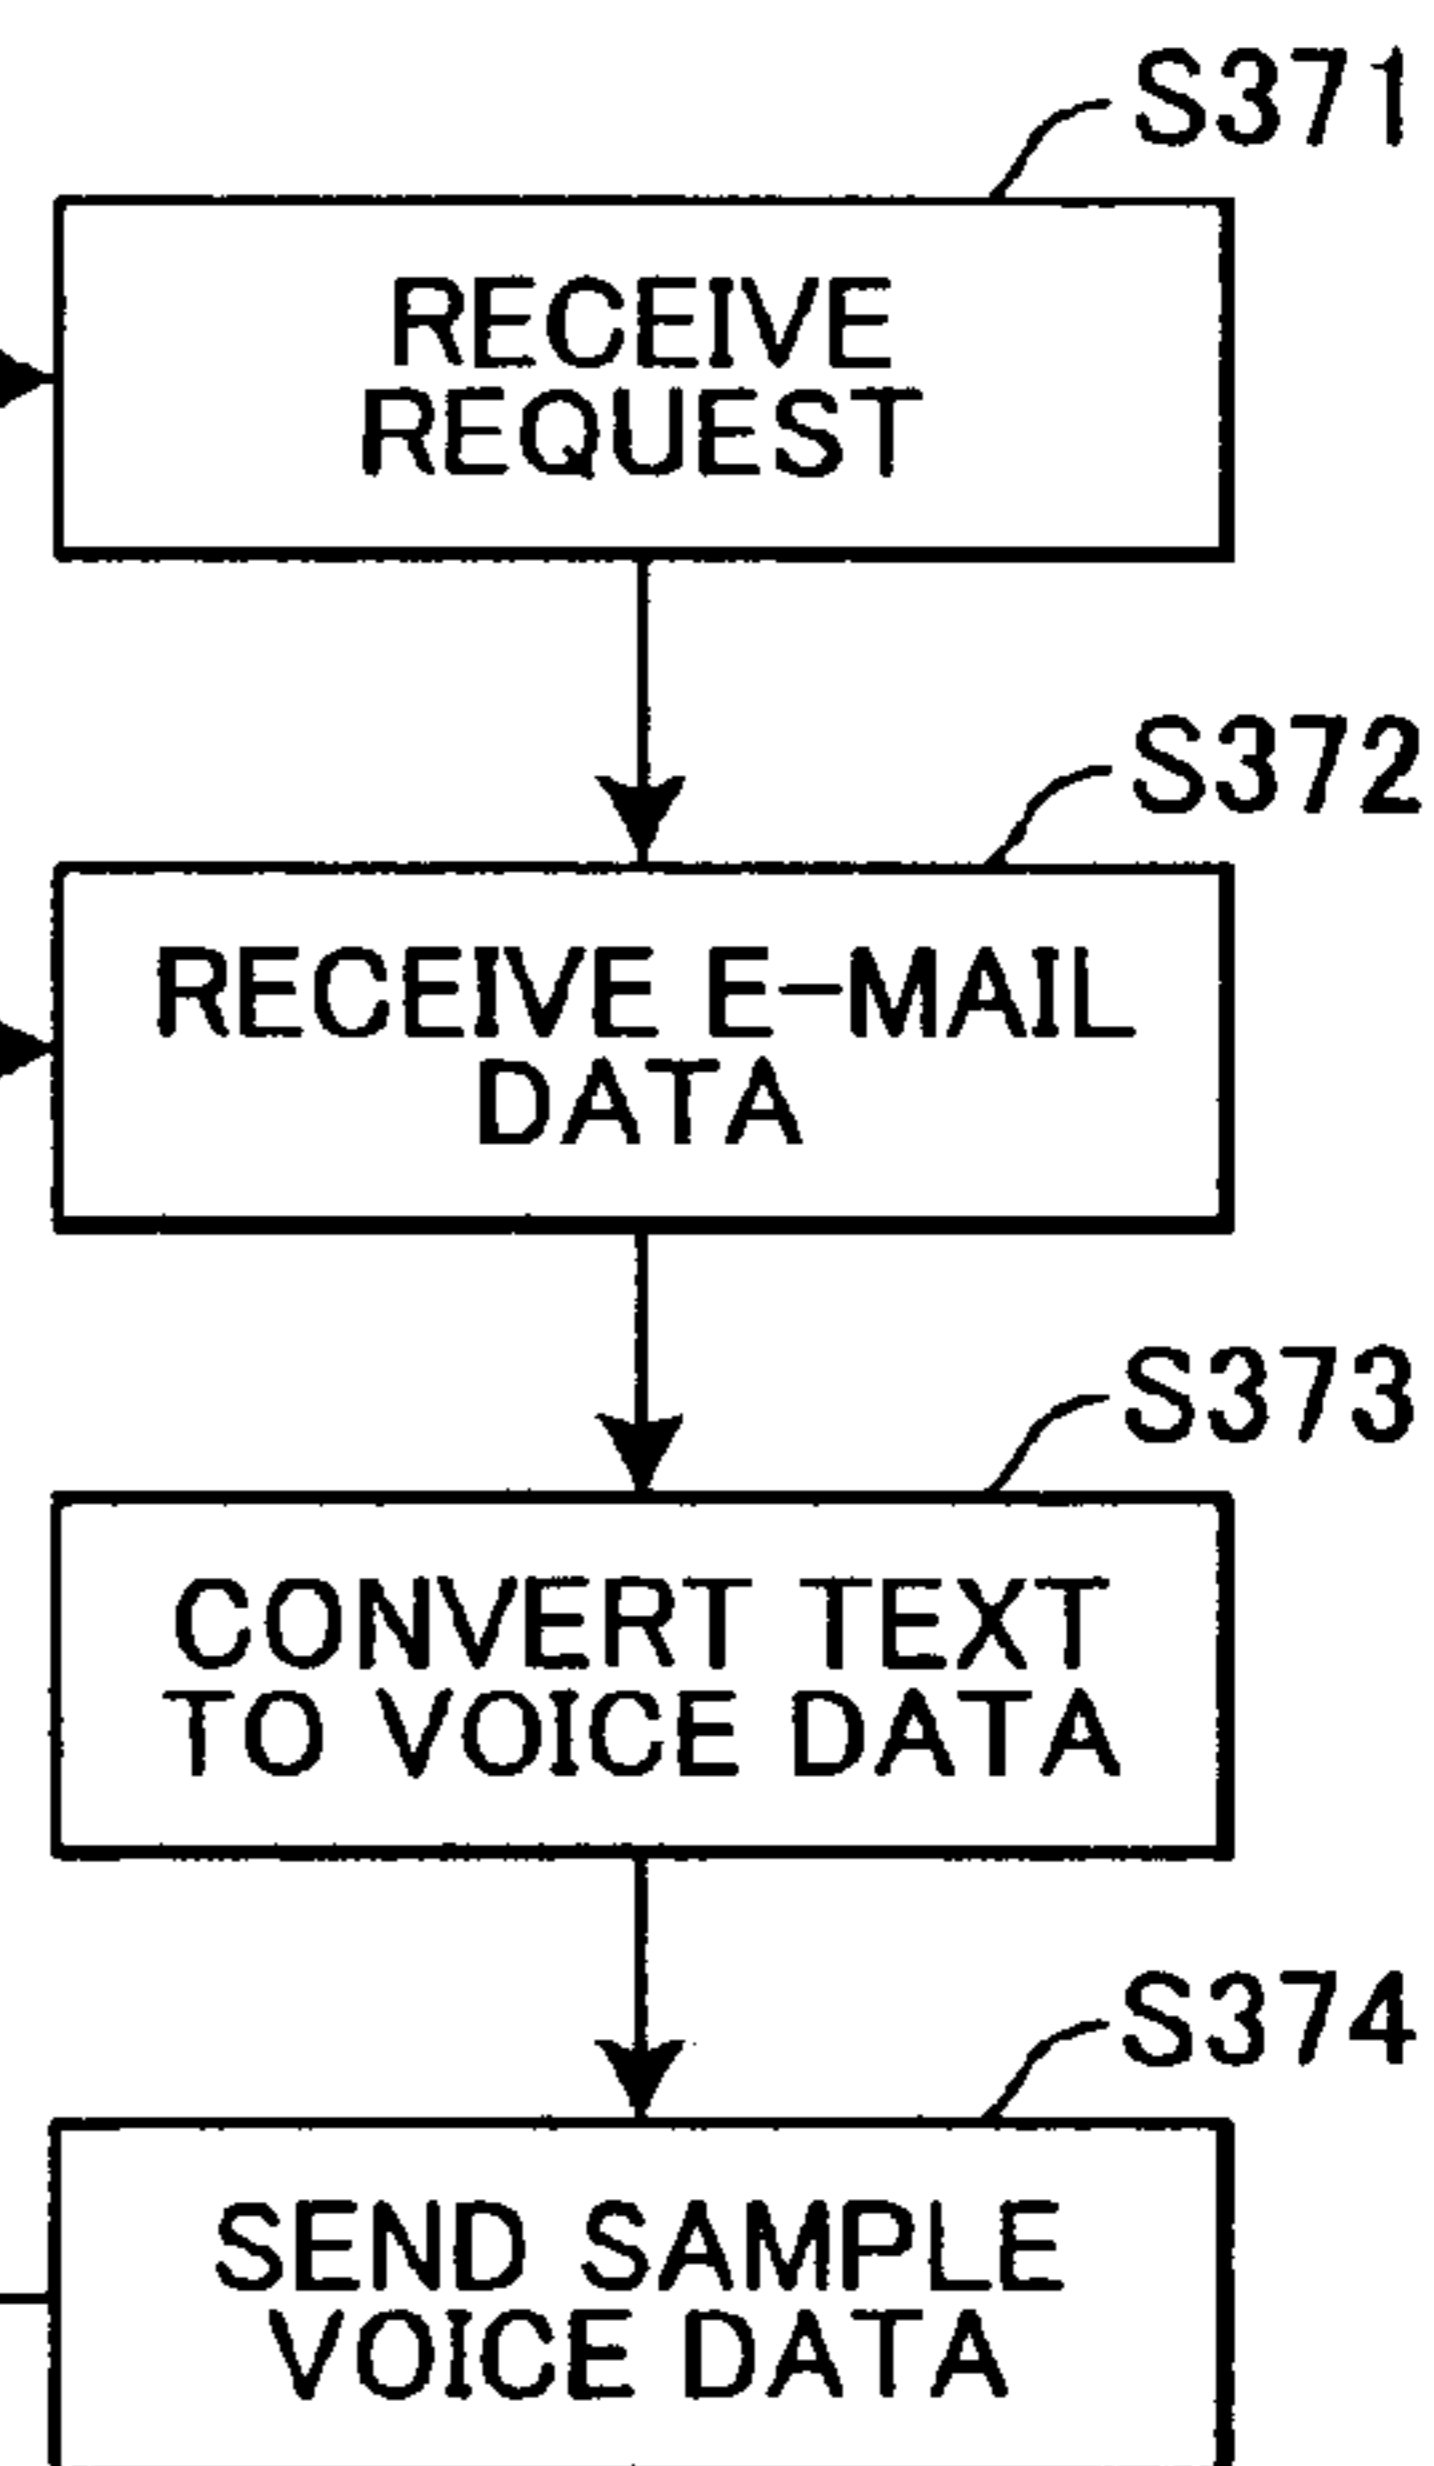 S371
RECEIVE
REQUEST
S372
RECEIVE E-MAIL
DATA
S373
CONVERT TEXT
TO VOICE DATA
S374
SEND SAMPLE
VOICE DATA